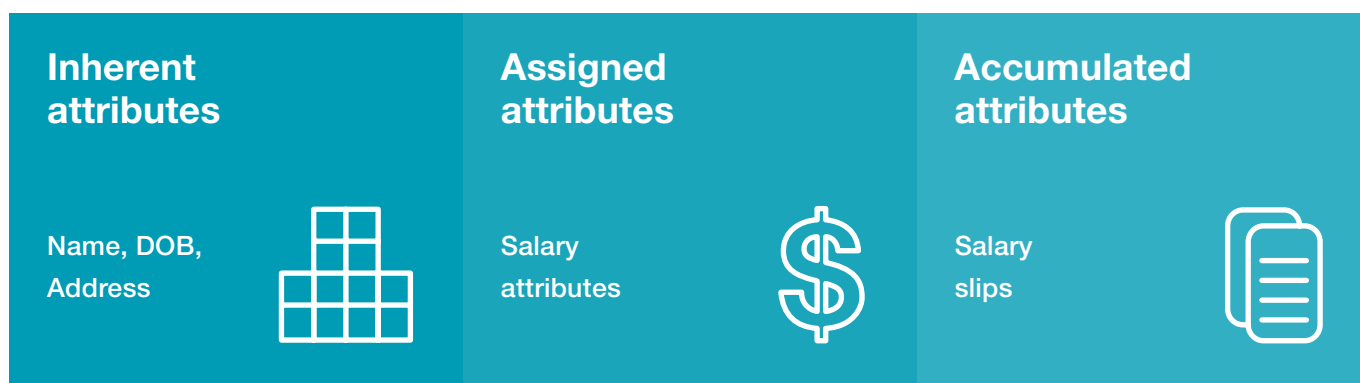 Inherent
attributes
Name, DOB,
Address
Assigned
attributes
Salary
attributes
Accumulated
attributes
Salary
slips